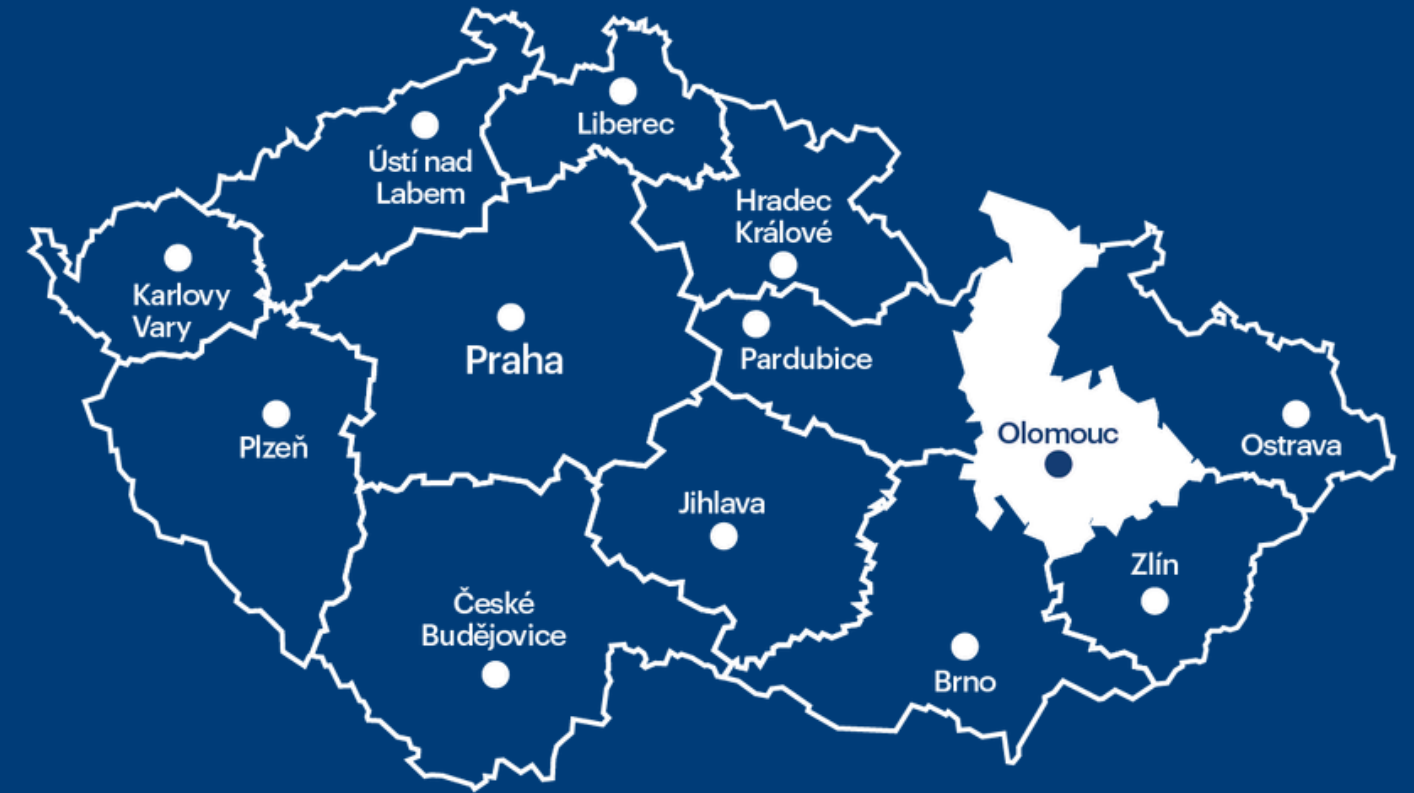 Liberec
Ústí nad
Labem
Hradec
Králové
Karlovy
Vary
Praha
Pardubice
Plzeň
Olomouc
Ostrava
Jihlava
Zlín
České
Budějovice
Brno